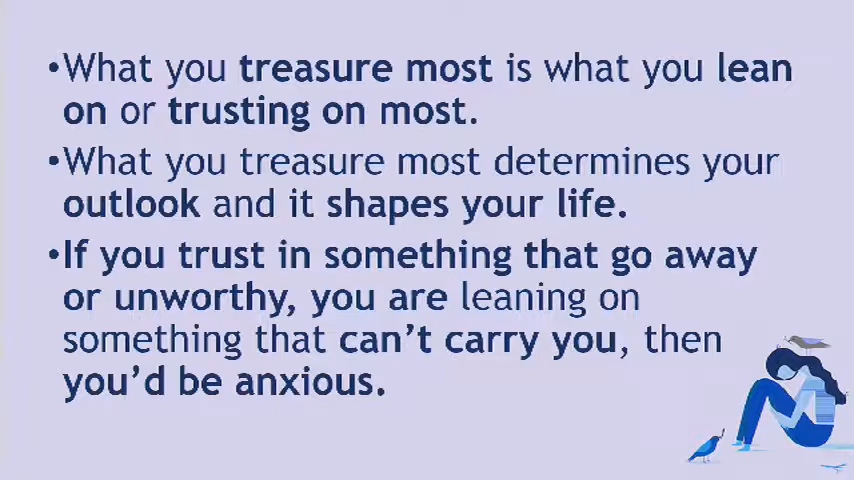 •What you treasure most is what you lean
on or trusting on most.
•What you treasure most determines your
outlook and it shapes your life.
•If you trust in something that go away
or unworthy, you are leaning on
something that can't carry you, then
you'd be anxious.